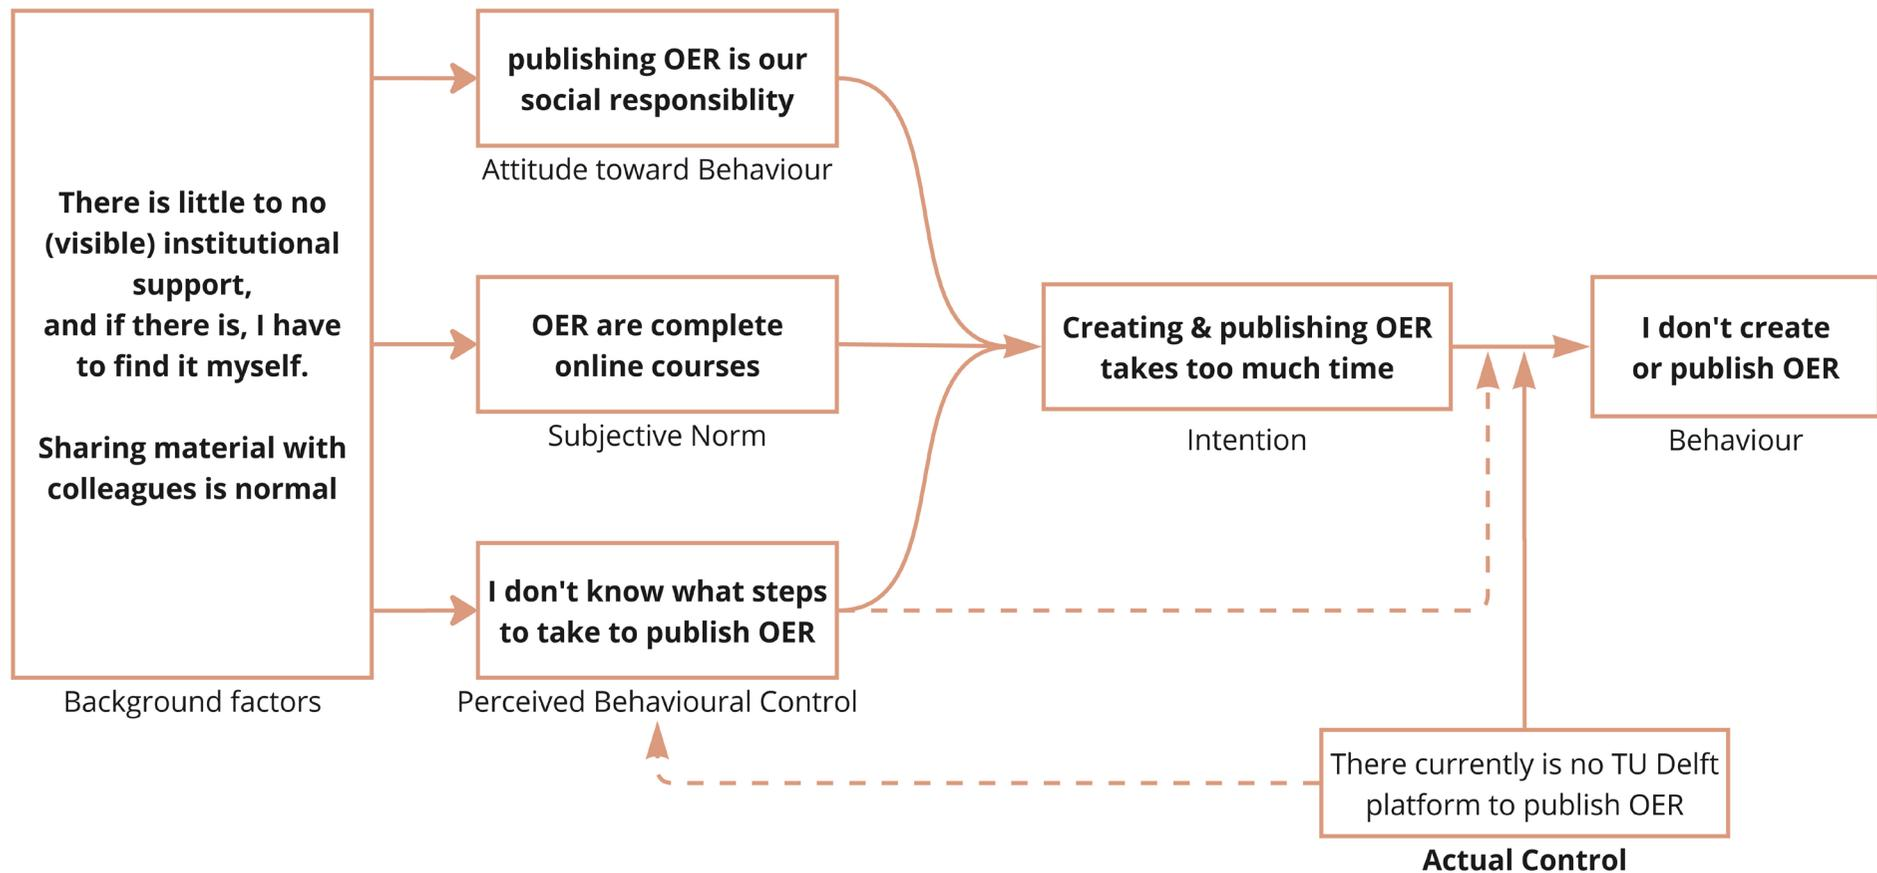 There is little to no
(visible) institutional
support,
and if there is, I have
to find it myself.
Sharing material with
colleagues is normal
Background factors
publishing OER is our
social responsiblity
Attitude toward Behaviour
OER are complete
online courses
Subjective Norm
I don't know what steps
to take to publish OER
Perceived Behavioural Control
Creating & publishing OER
takes too much time
Intention
I don't create
or publish OER
Behaviour
There currently is no TU Delft
platform to publish OER
Actual Control